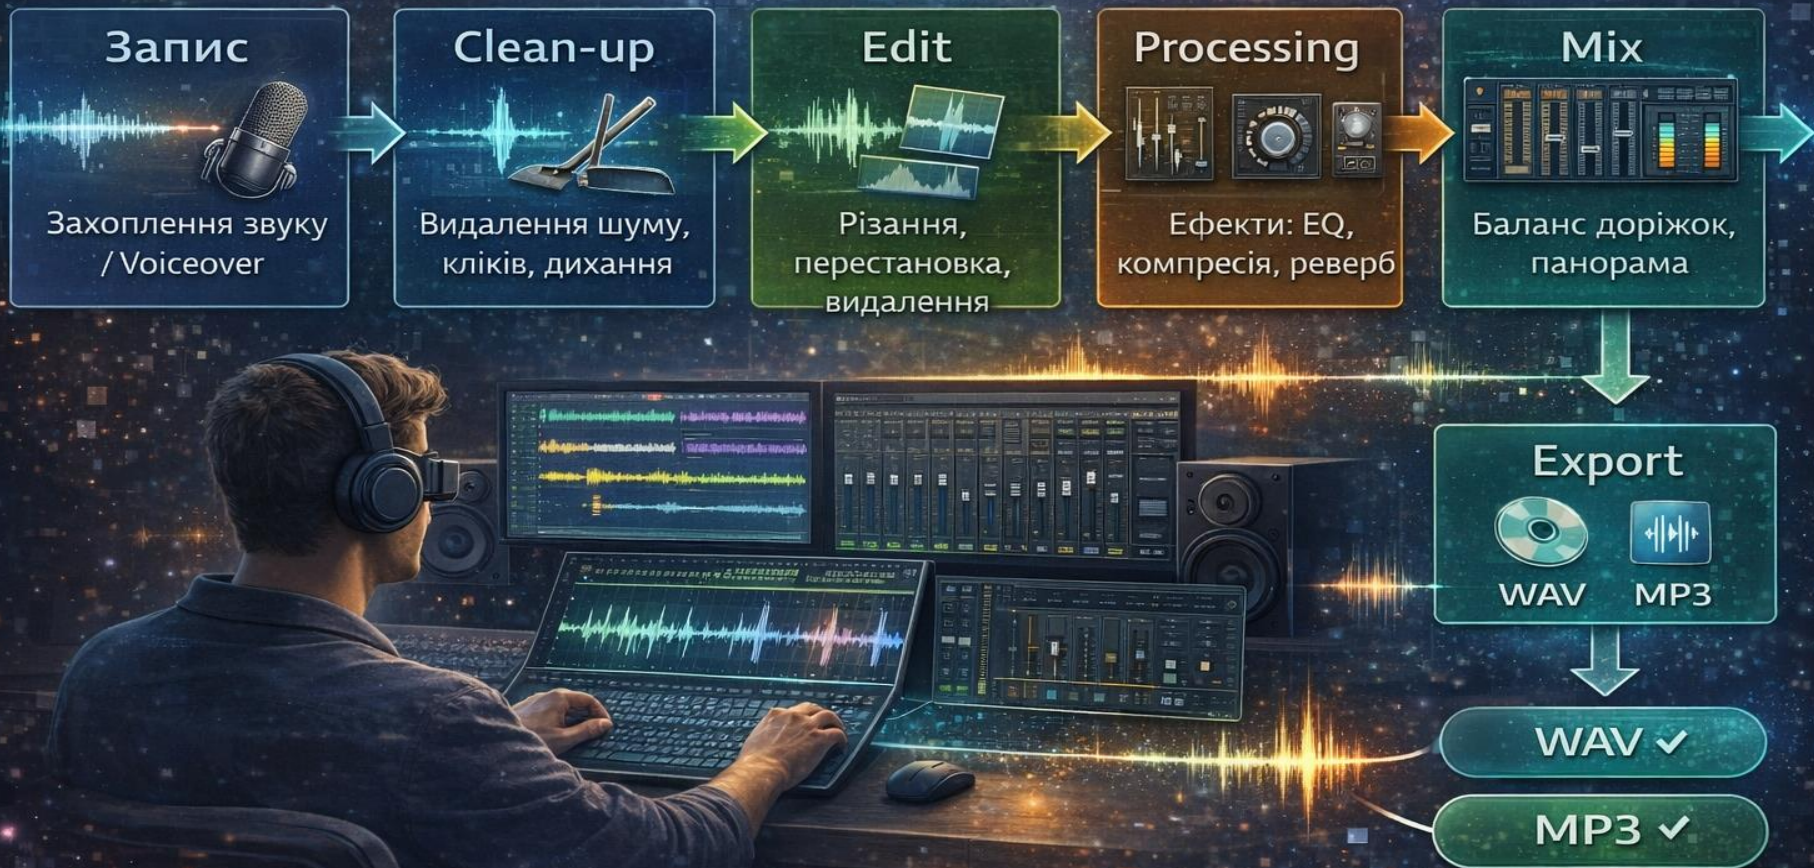 Запис
Захоплення звуку
/ Voiceover
Clean-up
Видалення шуму,
кліків, дихання
Edit
Різання,
перестановка,
видалення
Processing
Ефекти: EQ,
компресія, реверб
Mix
Баланс доріжок,
панорама
Export
WAV
MP3
WAV ✓
MP3 ✓